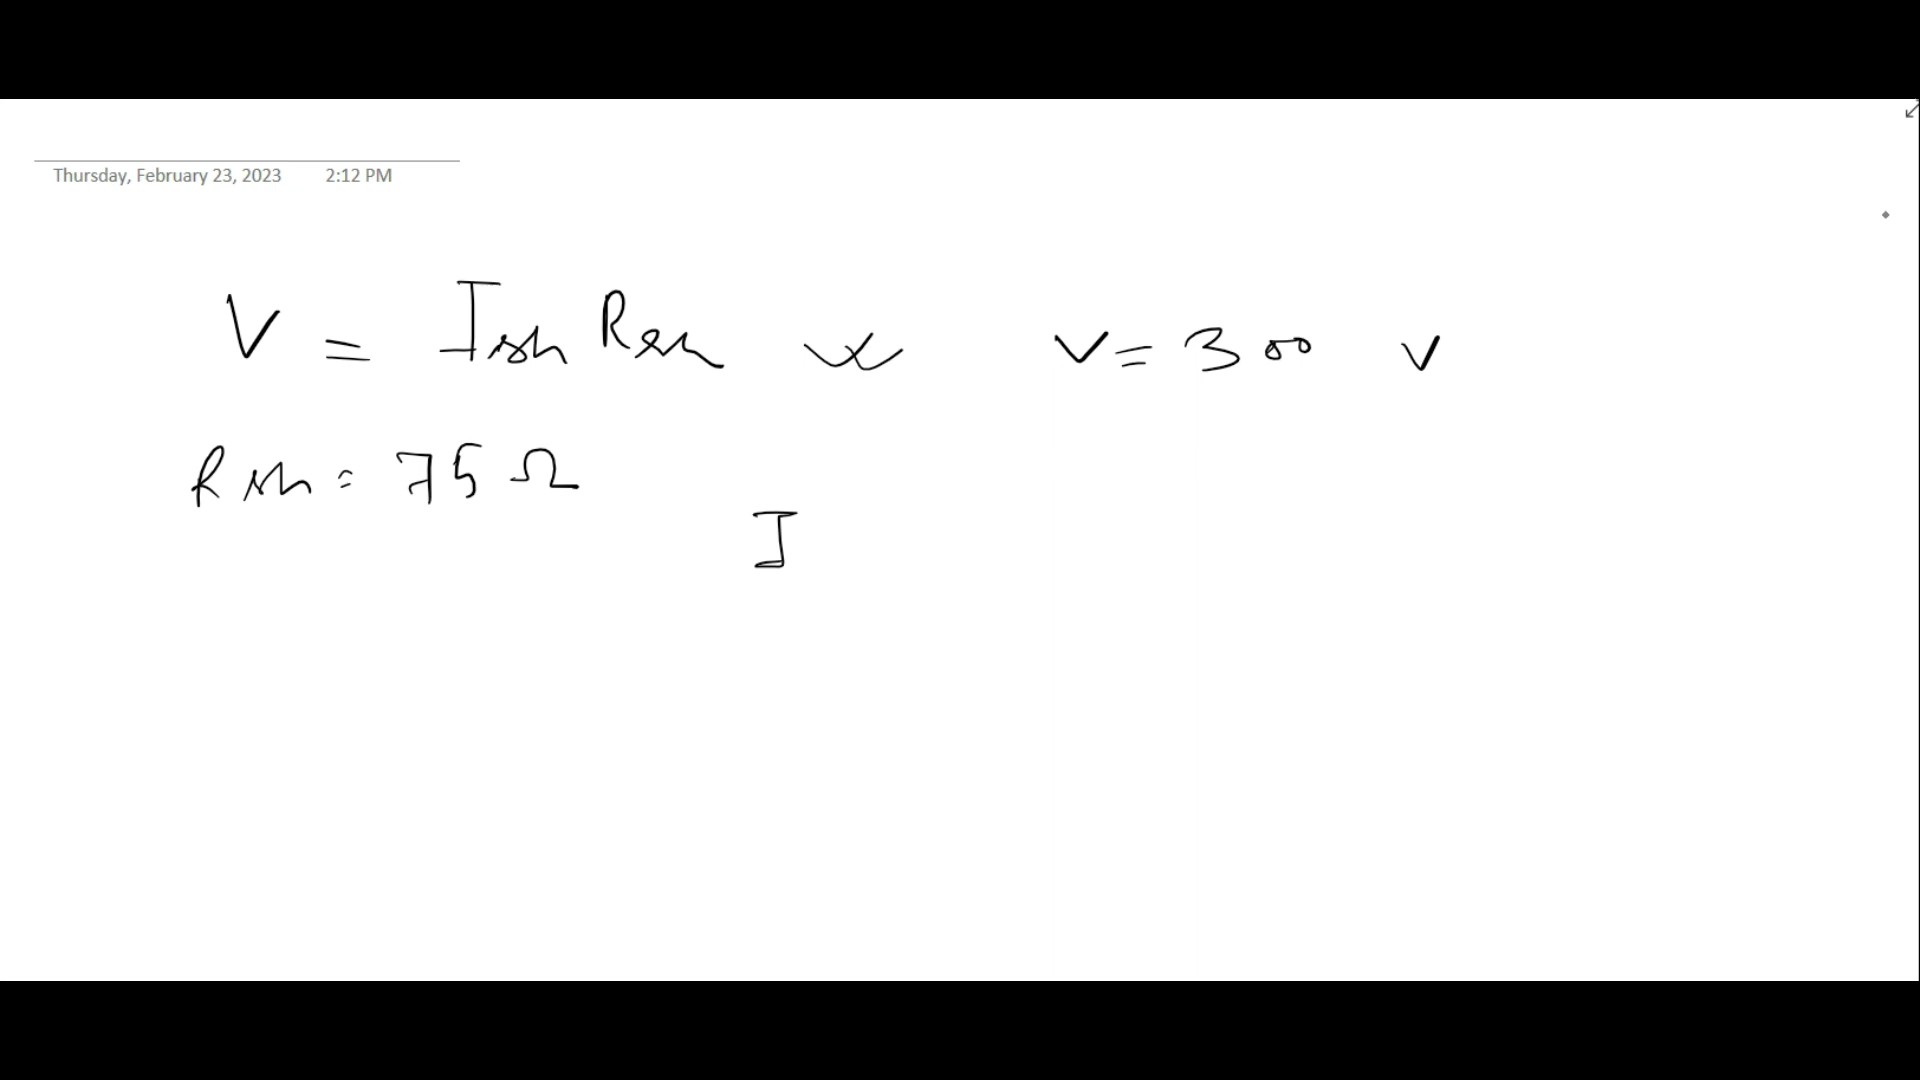 Thursday, February 23, 2023 2:12 PM
V = Ish Rsh V = 300 V
Rsh = 75 Ω
I